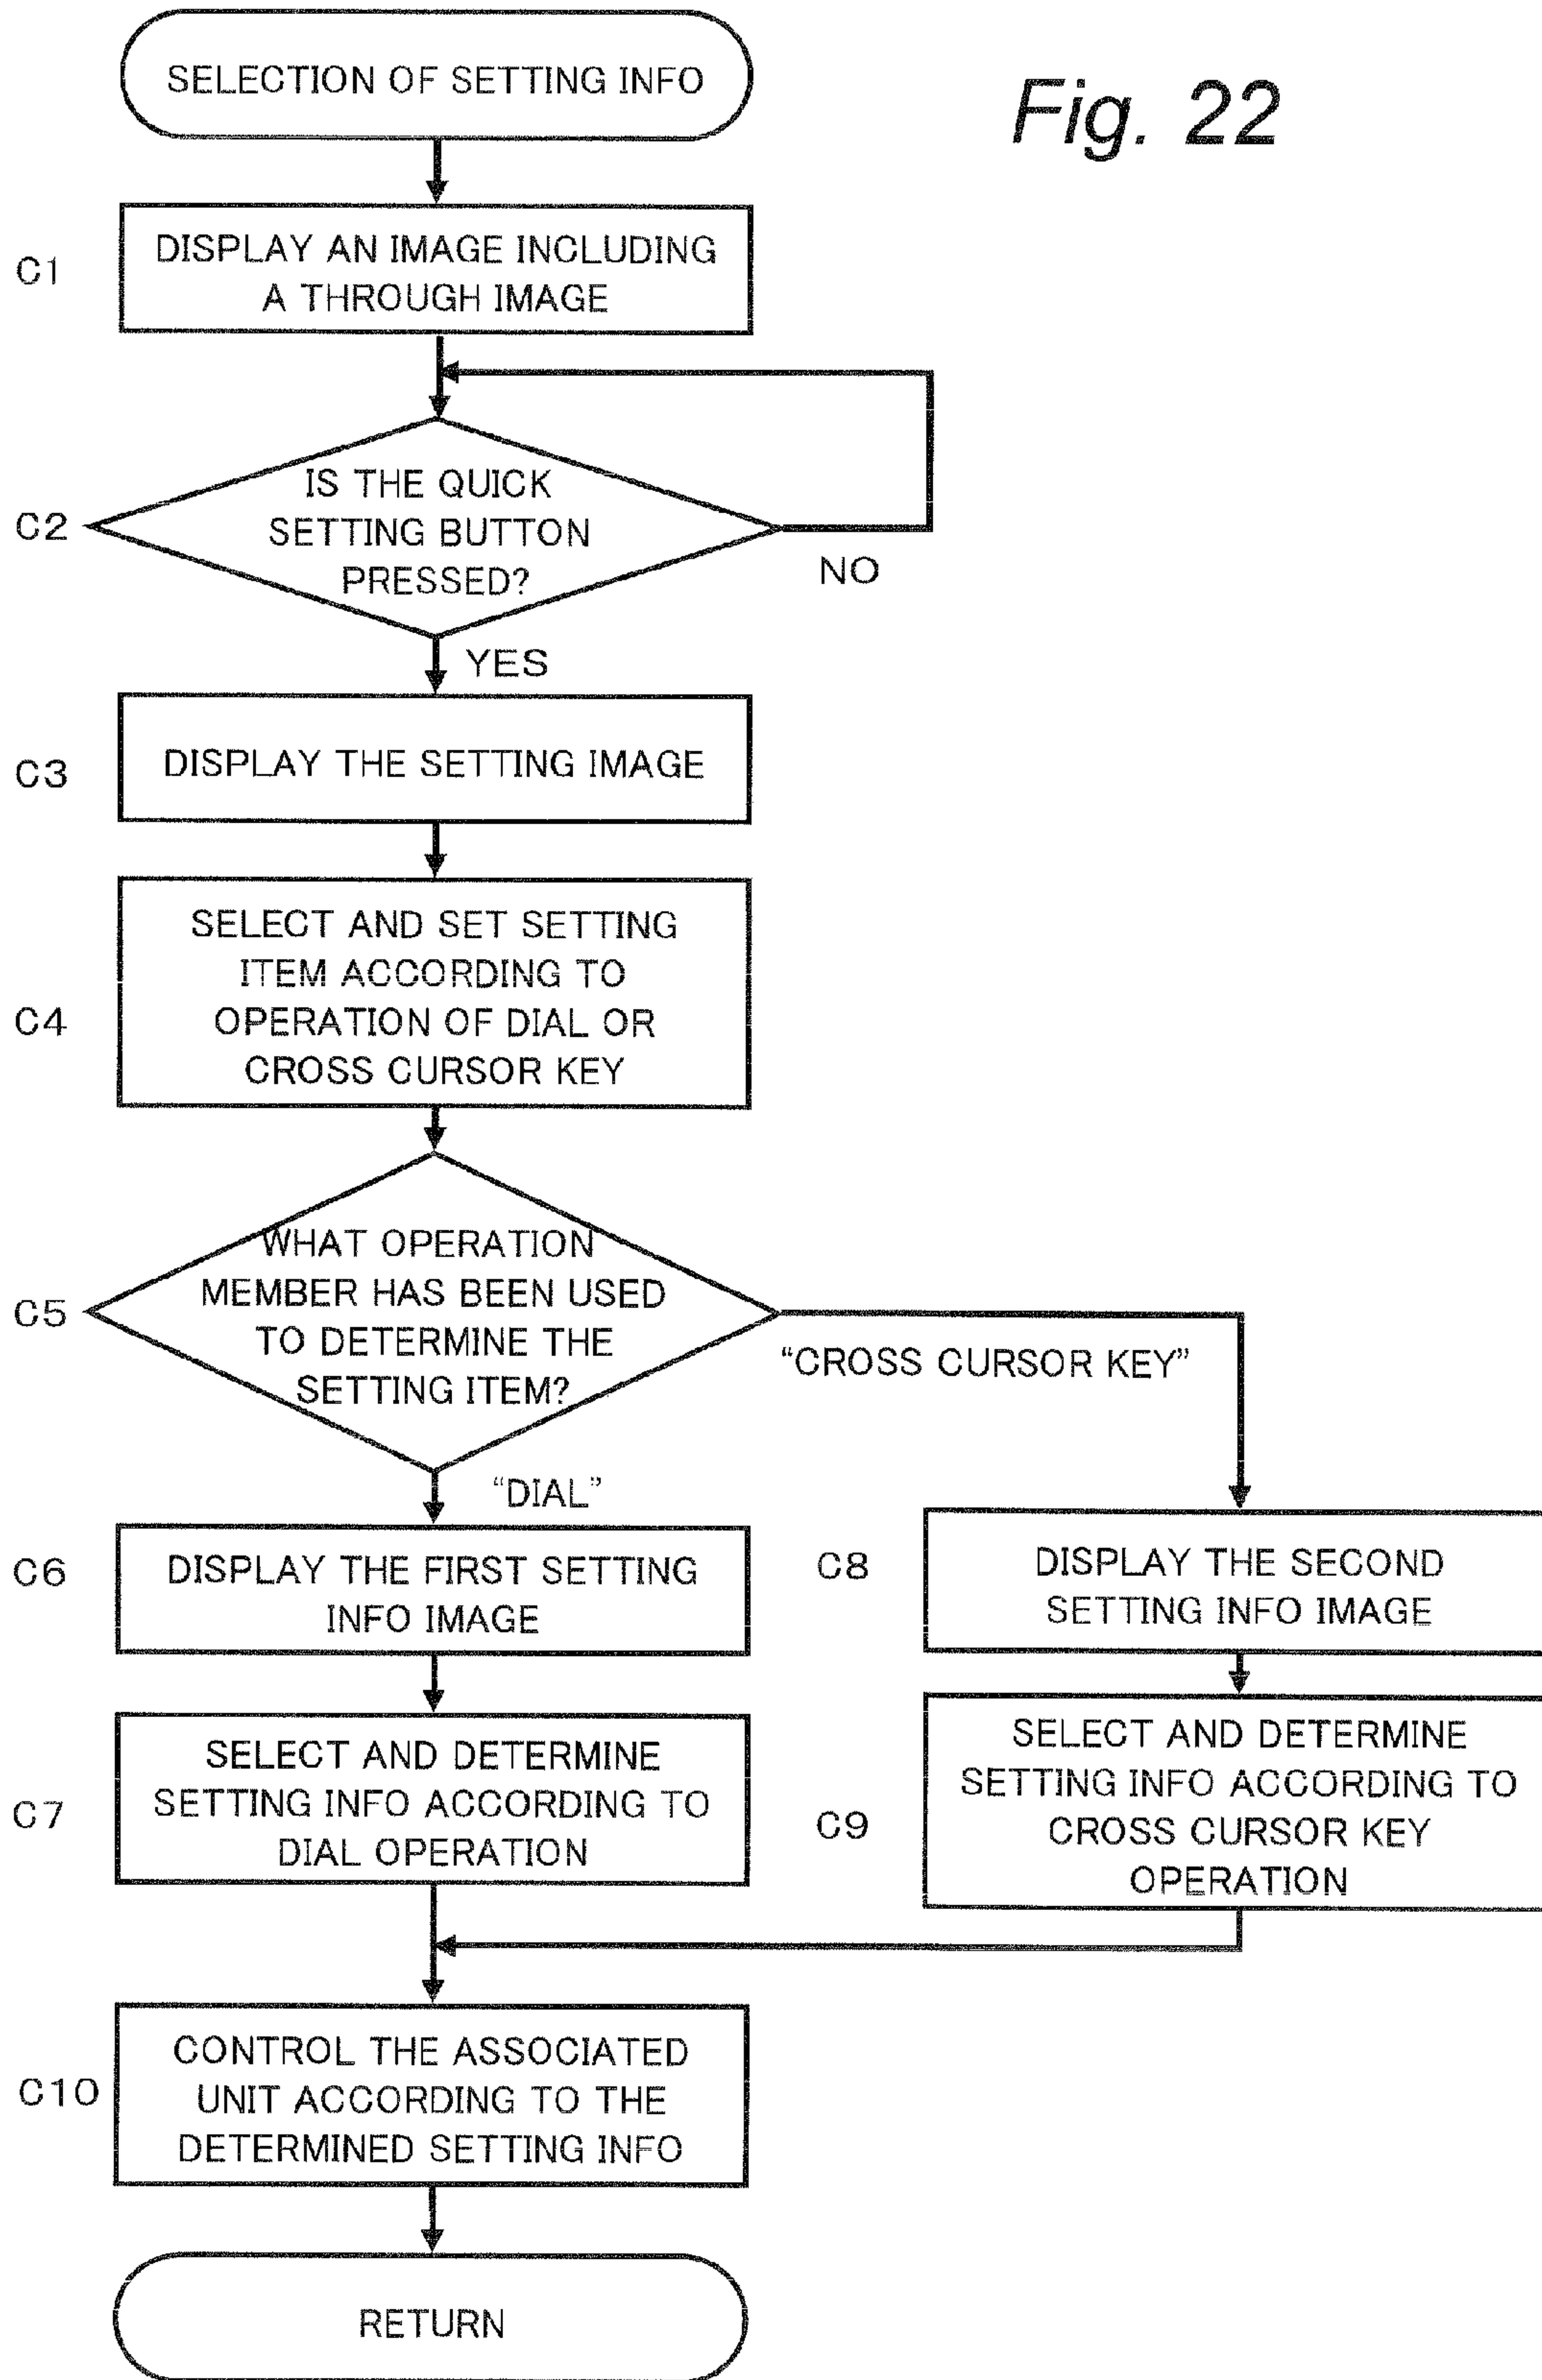 Fig. 22
SELECTION OF SETTING INFO
C1
DISPLAY AN IMAGE INCLUDING
A THROUGH IMAGE
C2
IS THE QUICK
SETTING BUTTON
PRESSED?
NO
YES
C3
DISPLAY THE SETTING IMAGE
C4
SELECT AND SET SETTING
ITEM ACCORDING TO
OPERATION OF DIAL OR
CROSS CURSOR KEY
C5
WHAT OPERATION
MEMBER HAS BEEN USED
TO DETERMINE THE
SETTING ITEM?
“CROSS CURSOR KEY”
“DIAL”
C6
DISPLAY THE FIRST SETTING
INFO IMAGE
C7
SELECT AND DETERMINE
SETTING INFO ACCORDING TO
DIAL OPERATION
C8
DISPLAY THE SECOND
SETTING INFO IMAGE
C9
SELECT AND DETERMINE
SETTING INFO ACCORDING TO
CROSS CURSOR KEY
OPERATION
C10
CONTROL THE ASSOCIATED
UNIT ACCORDING TO THE
DETERMINED SETTING INFO
RETURN